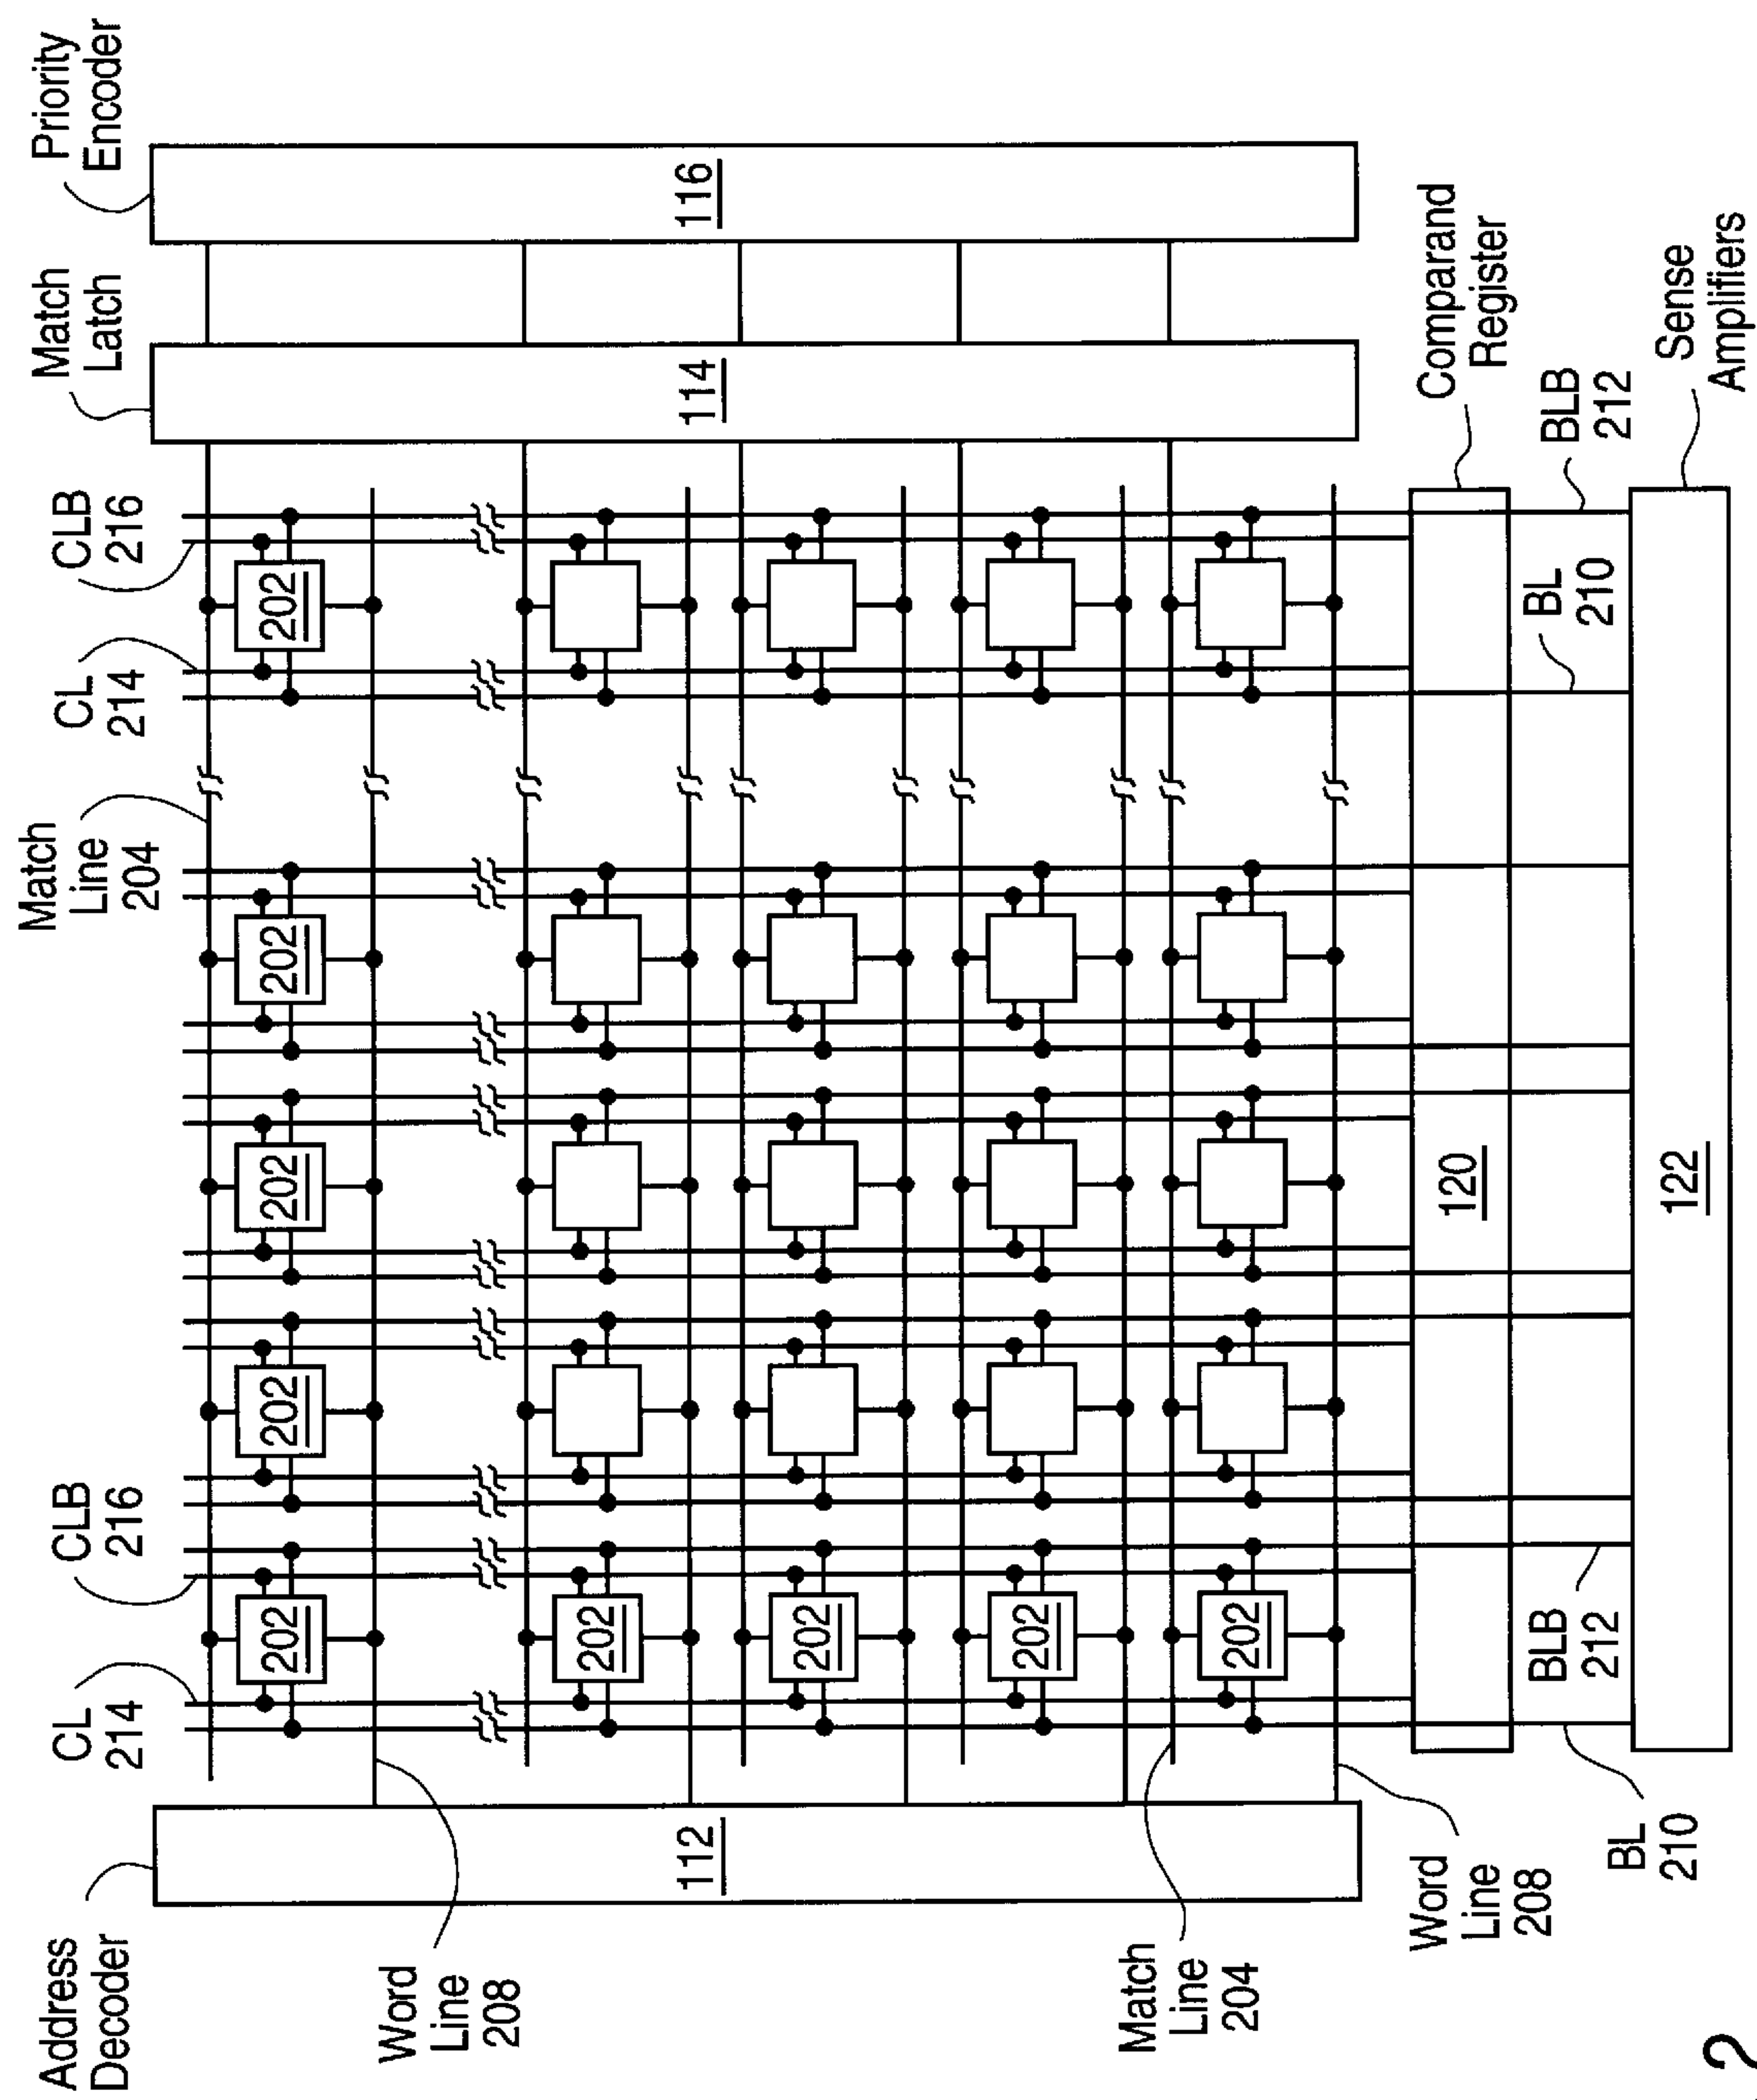 Address
Decoder
CL
214
CLB
216
Match
Line
204
CL
214
CLB
216
Match
Latch
Priority
Encoder
202
202
202
202
202
Word
Line
208
202
112
114
116
202
202
Match
Line
204
202
Word
Line
208
120
Comparand
Register
BL
210
BLB
212
BL
210
BLB
212
122
Sense
Amplifiers
2